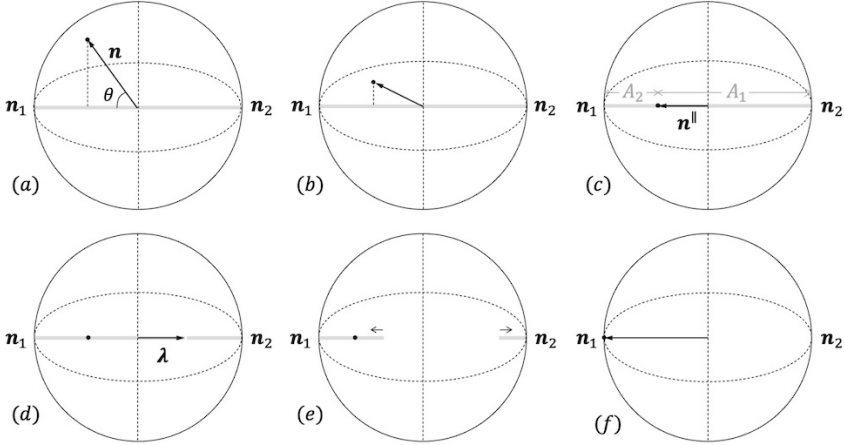 n
θ
n₁
n₂
(a)
n₁
n₂
(b)
A₂
A₁
n₁
n^∥
n₂
(c)
n₁
λ
n₂
(d)
n₁
n₂
(e)
n₁
n₂
(f)